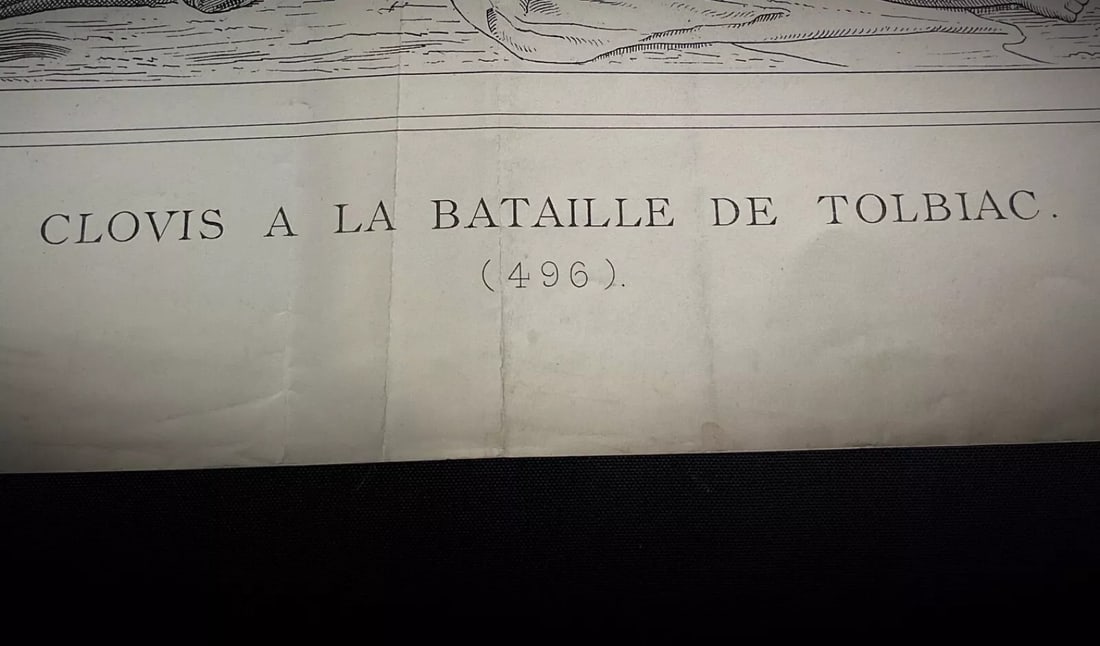 CLOVIS A LA BATAILLE DE TOLBIAC.
(496).